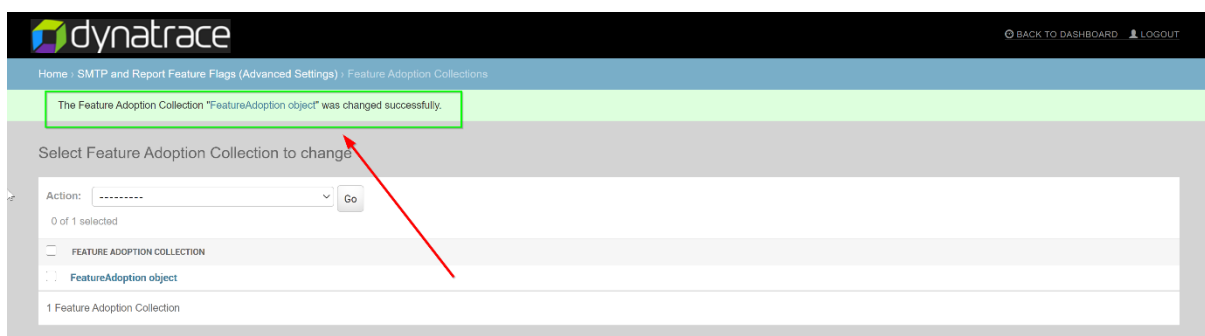 dynatrace
BACK TO DASHBOARD LOGOUT
Home › SMTP and Report Feature Flags (Advanced Settings) › Feature Adoption Collections
The Feature Adoption Collection "FeatureAdoption object" was changed successfully.
Select Feature Adoption Collection to change
Action: --------- Go
0 of 1 selected
FEATURE ADOPTION COLLECTION
FeatureAdoption object
1 Feature Adoption Collection